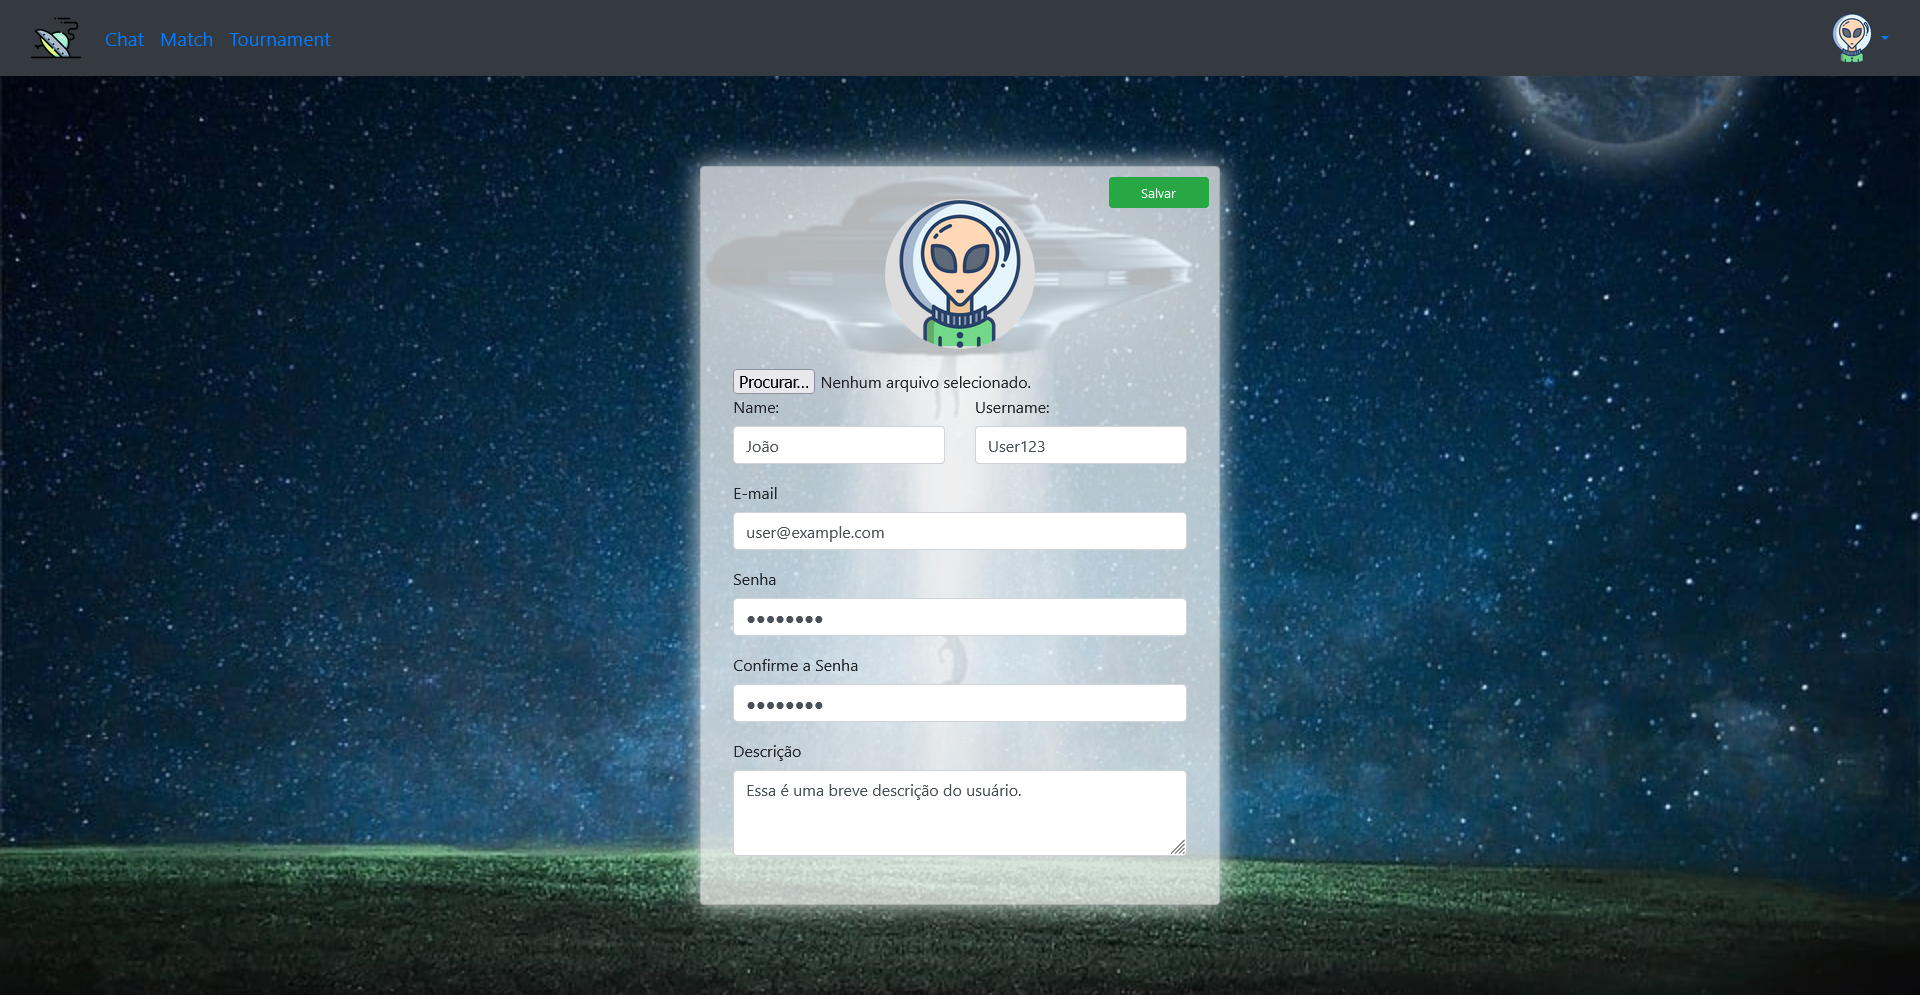 Chat Match Tournament
Salvar
Procurar... Nenhum arquivo selecionado.
Name: Username:
João User123
E-mail
user@example.com
Senha
●●●●●●●●
Confirme a Senha
●●●●●●●●
Descrição
Essa é uma breve descrição do usuário.